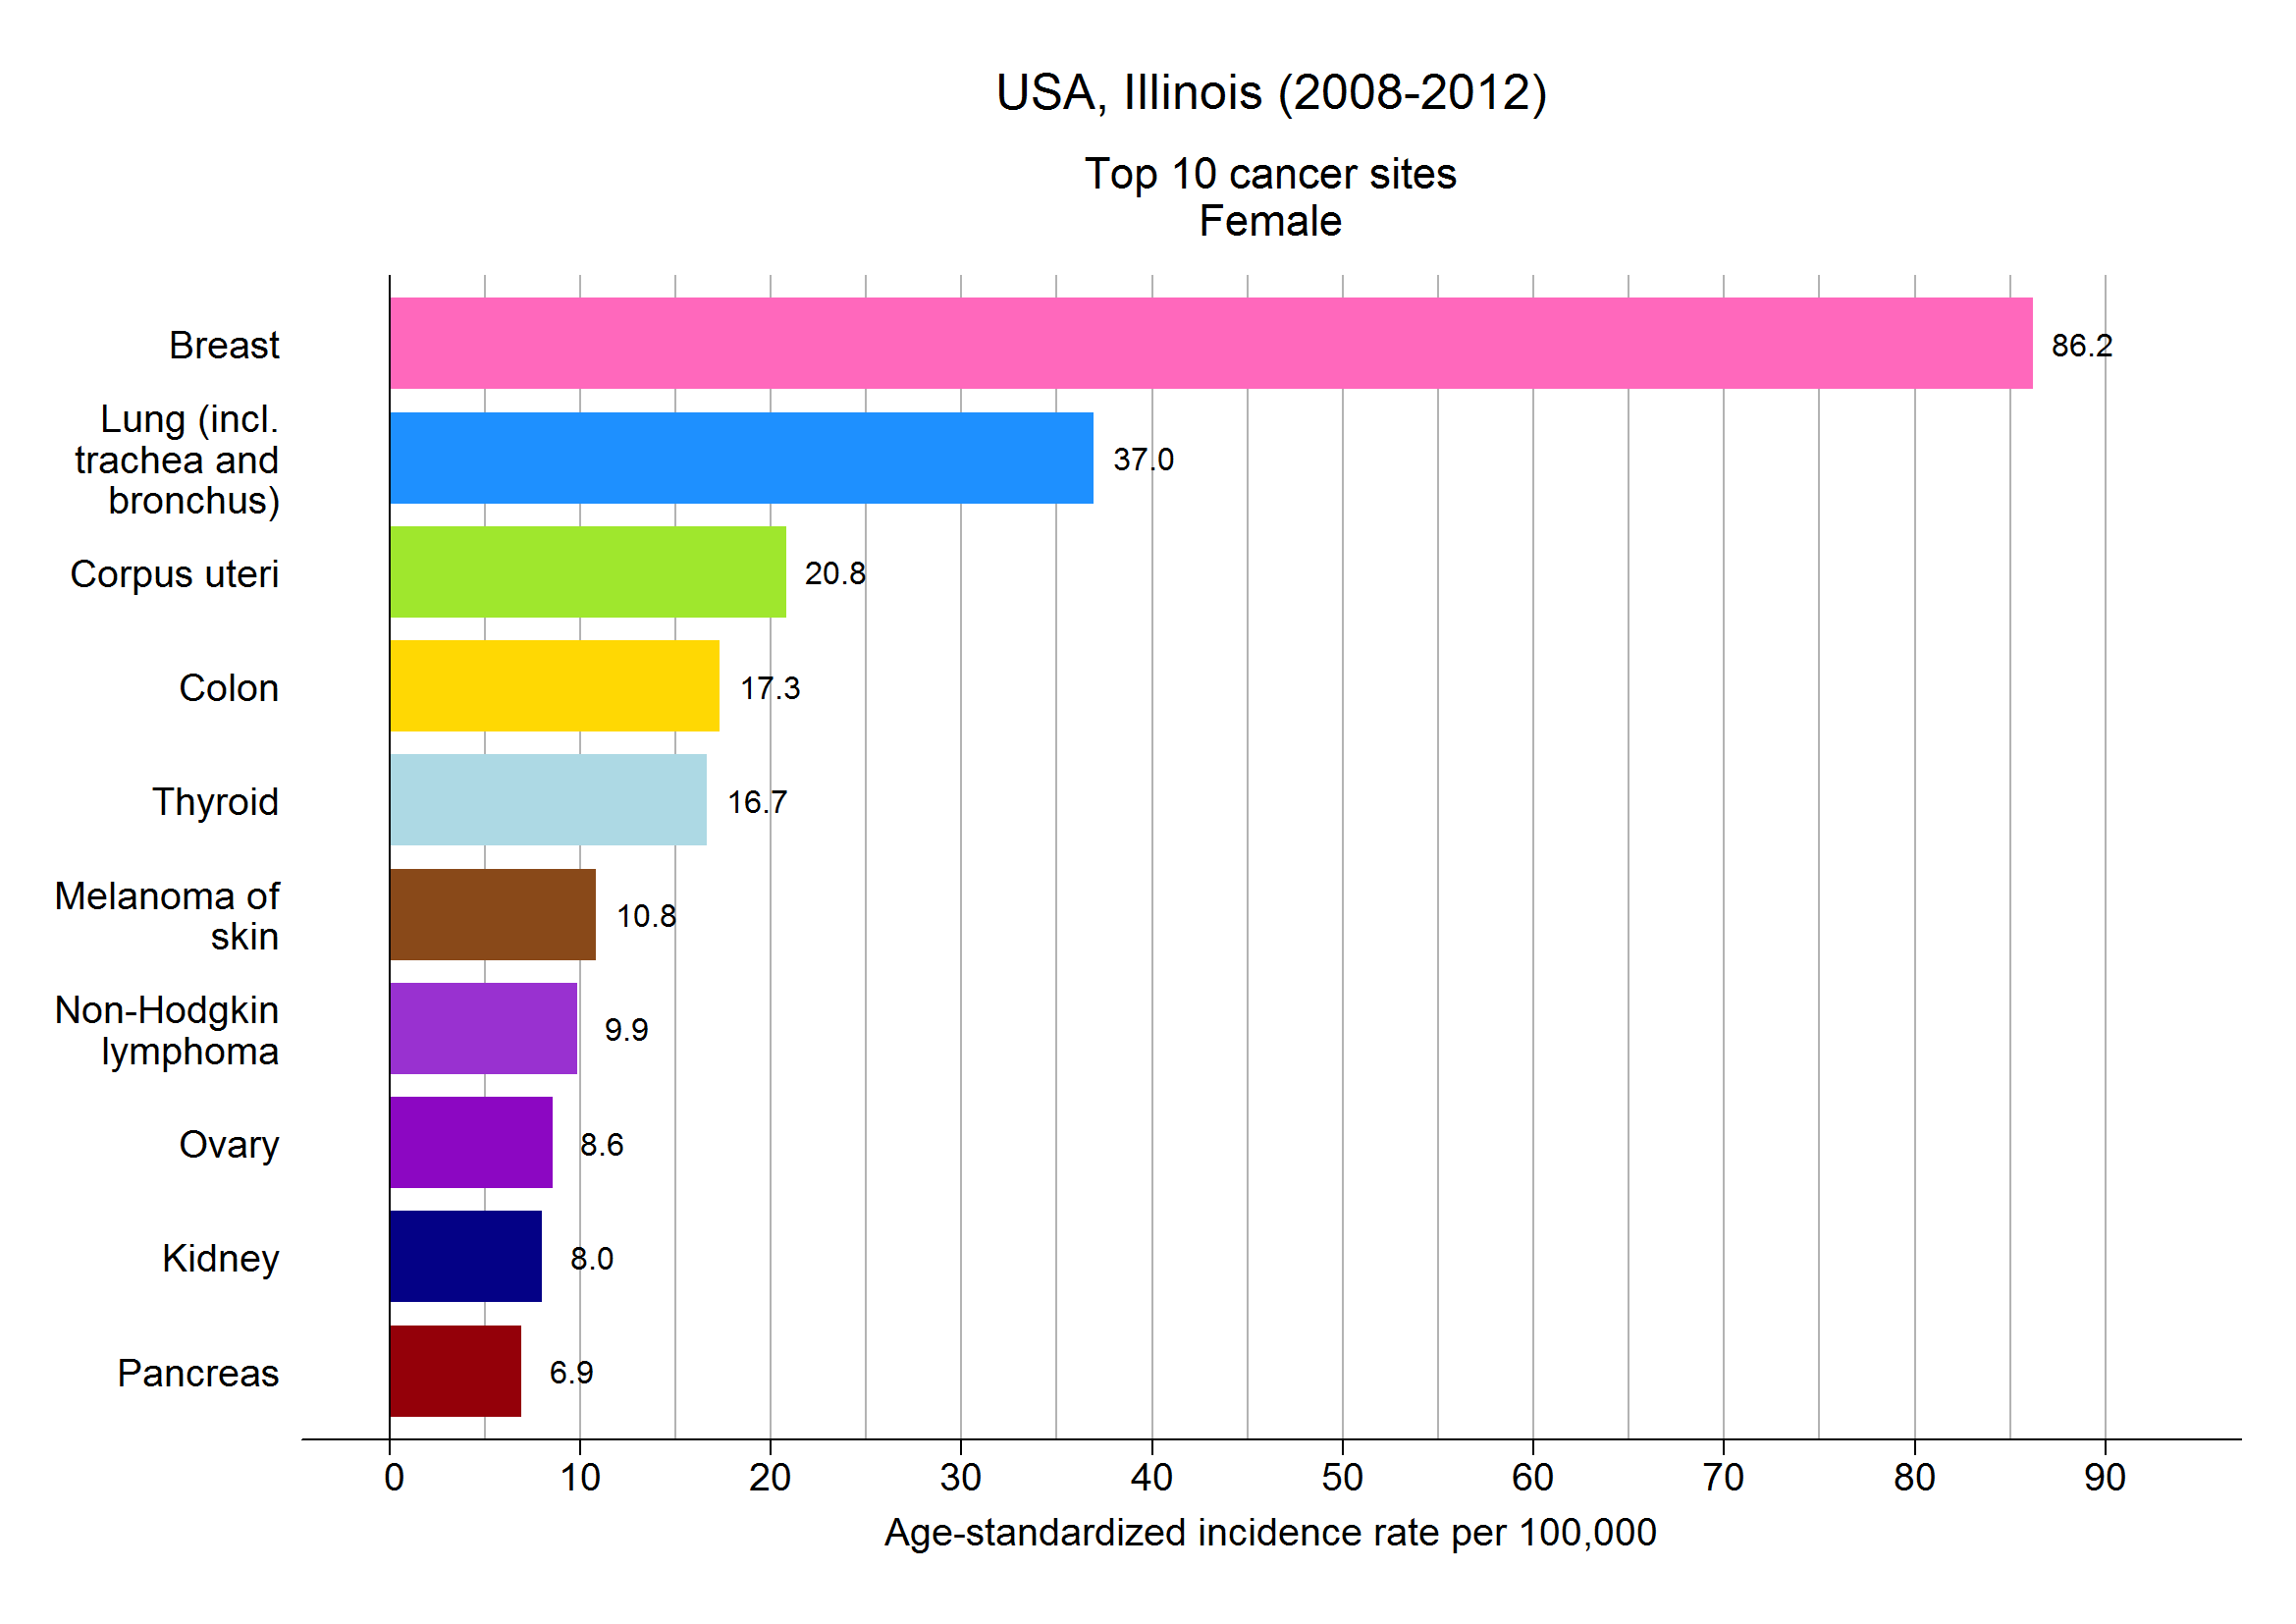 USA, Illinois (2008-2012)
Top 10 cancer sites
Female
Breast
86.2
Lung (incl.
trachea and
bronchus)
37.0
Corpus uteri
20.8
Colon
17.3
Thyroid
16.7
Melanoma of
skin
10.8
Non-Hodgkin
lymphoma
9.9
Ovary
8.6
Kidney
8.0
Pancreas
6.9
0 10 20 30 40 50 60 70 80 90
Age-standardized incidence rate per 100,000